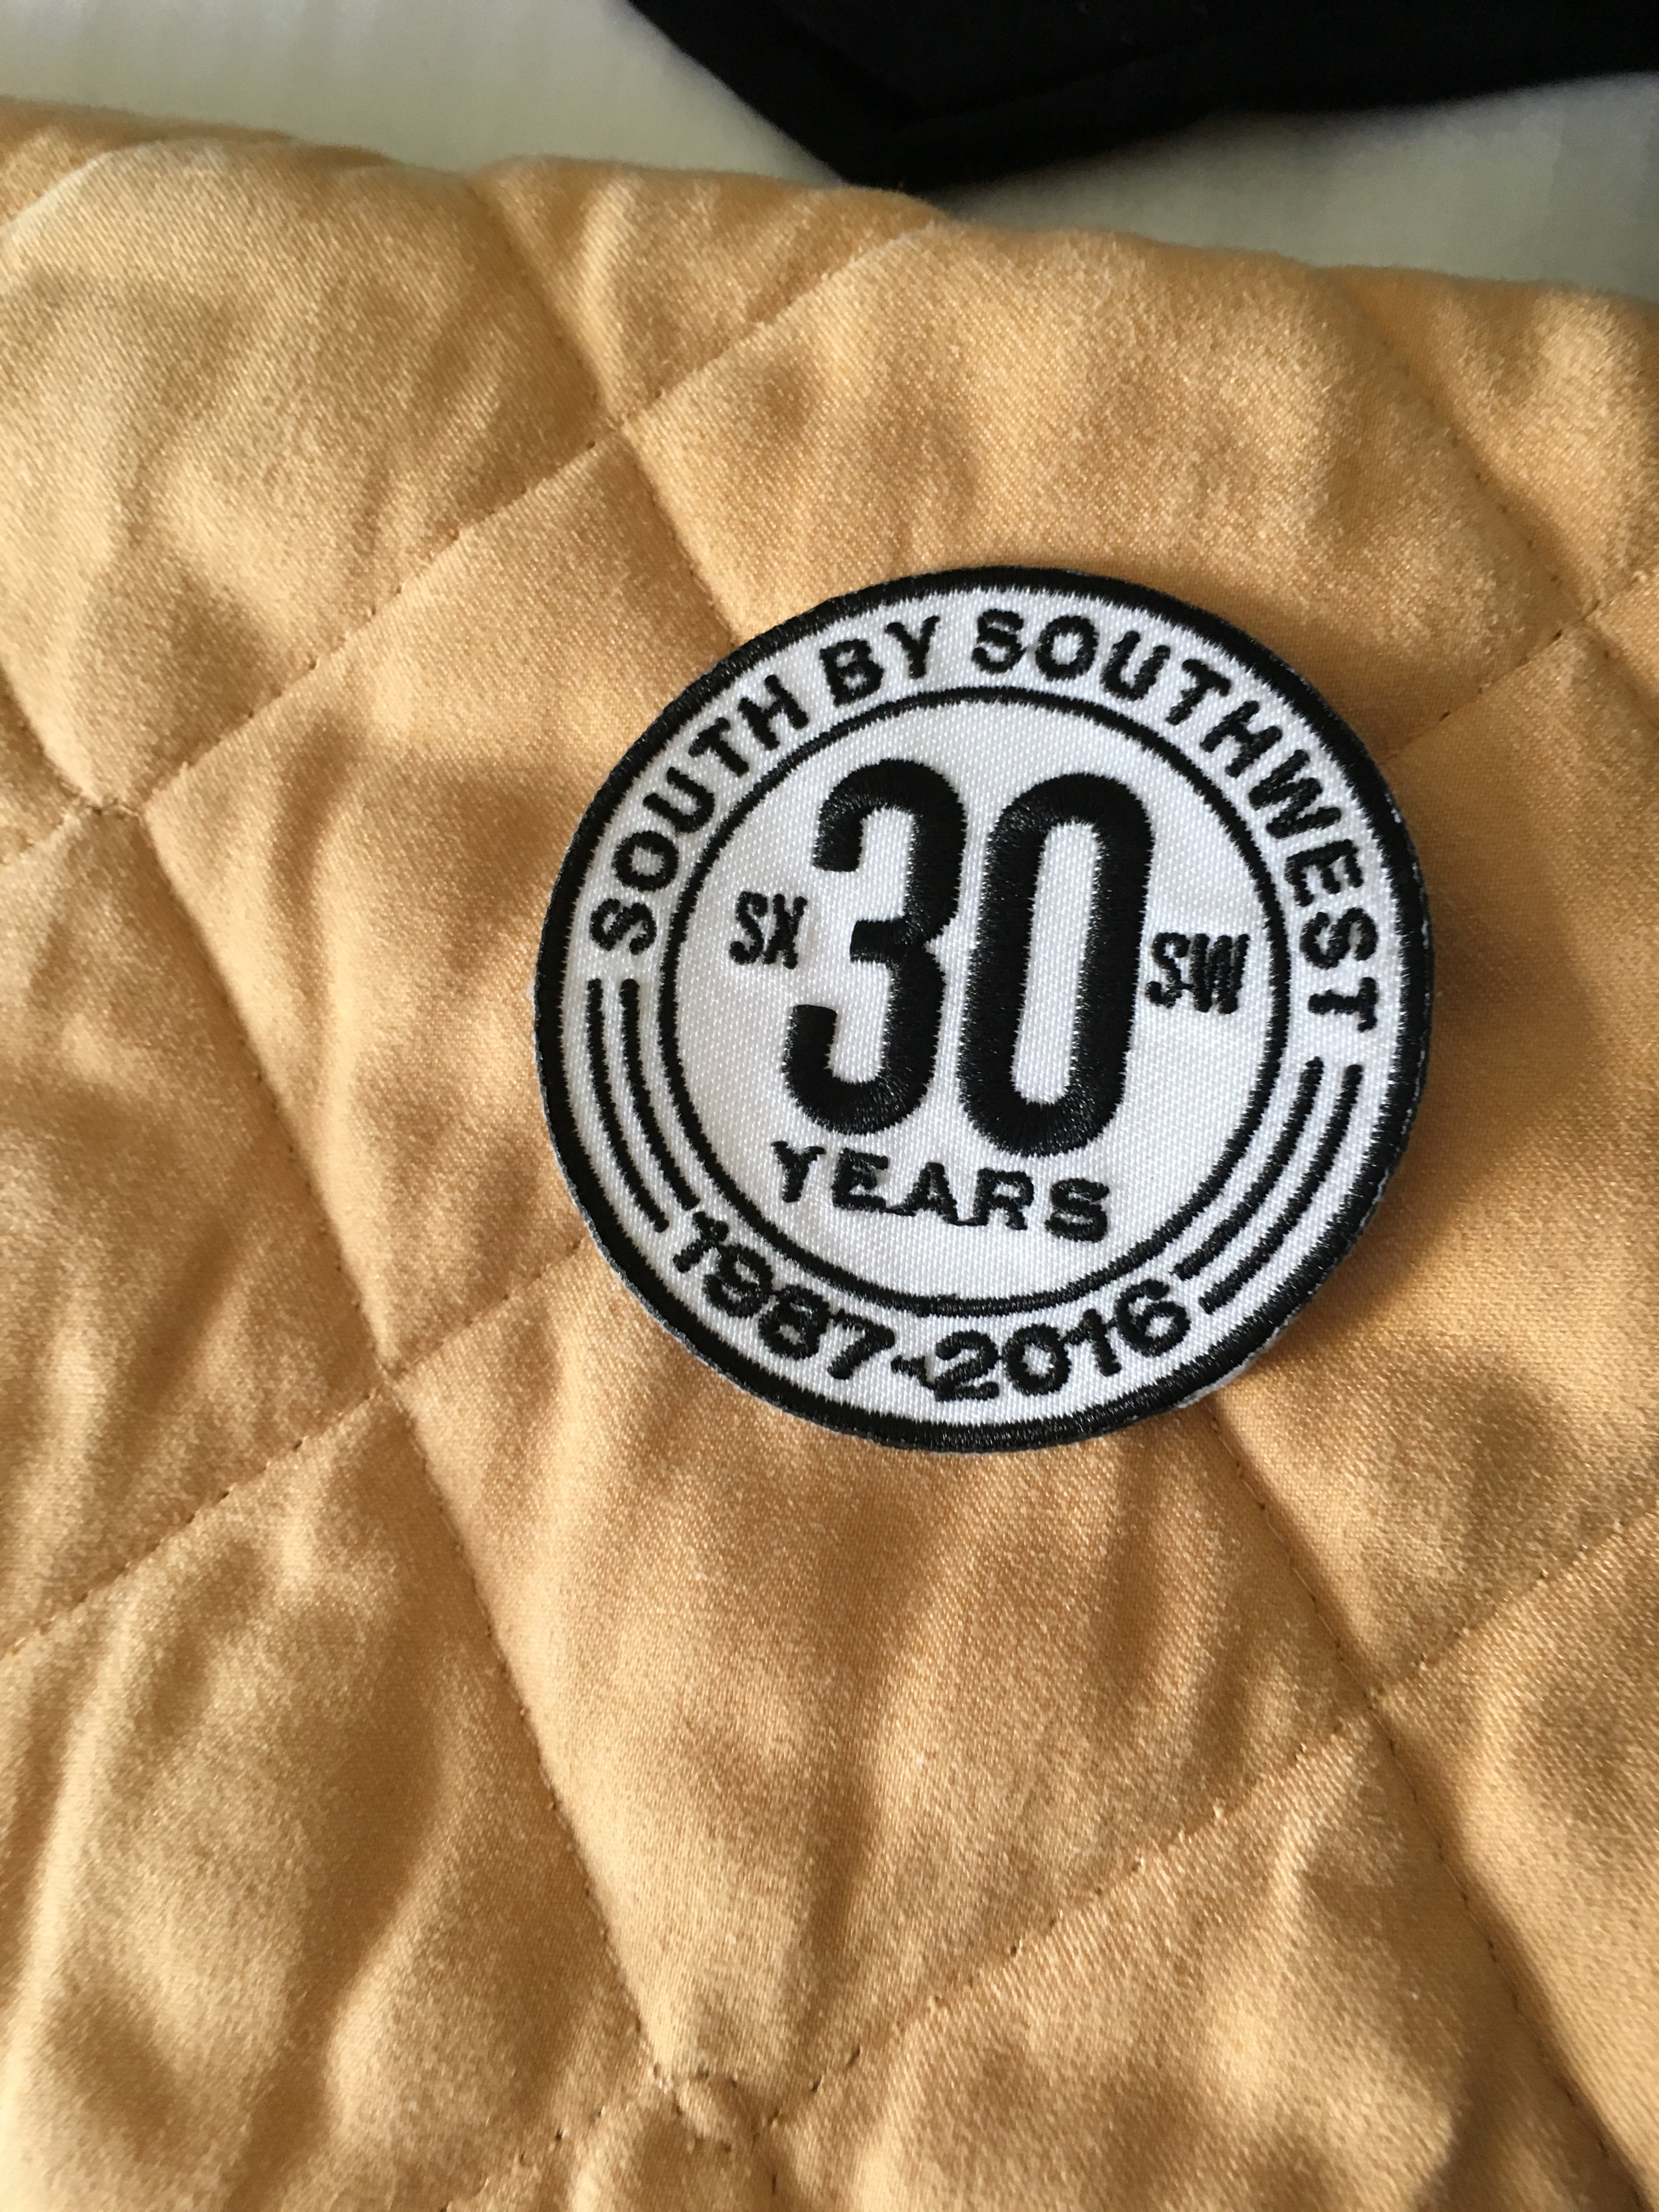 SOUTH BY SOUTHWEST
SX 30 SW
YEARS
1987-2016